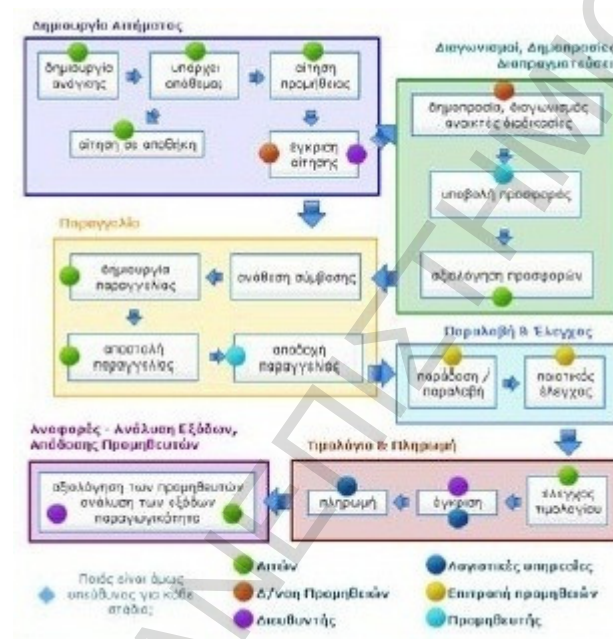 Δημιουργία Αιτήματος
δημιουργία
ανάγκης
υπάρχει
απόθεμα;
αίτηση
προμήθειας
αίτηση σε αποθήκη
έγκριση
αίτησης
Διαγωνισμοί, Δημοπρασίες
Διαπραγματεύσει
δημοπρασία, διαγωνισμός
ανοικτές διαδικασίες
υποβολή προσφοράς
αξιολόγηση προσφορών
Παραγγελία
δημιουργία
παραγγελίας
ανάθεση σύμβασης
αποστολή
παραγγελίας
αποδοχή
παραγγελίας
Παραλαβή & Έλεγχος
παράδοση /
παραλαβή
ποιοτικός
έλεγχος
Αναφορές - Ανάλυση Εξόδων,
Απόδοσης Προμηθευτών
αξιολόγηση των προμηθευτών
ανάλυση των εξόδων
παραγωγικότητα
Τιμολόγιο & Πληρωμή
πληρωμή
έγκριση
έλεγχος
τιμολογίου
Ποιός είναι όμως
υπεύθυνος για κάθε
στάδιο;
Αιτών
Δ/νση Προμηθειών
Διευθυντής
Λογιστικές υπηρεσίες
Επιτροπή προμηθειών
Προμηθευτής